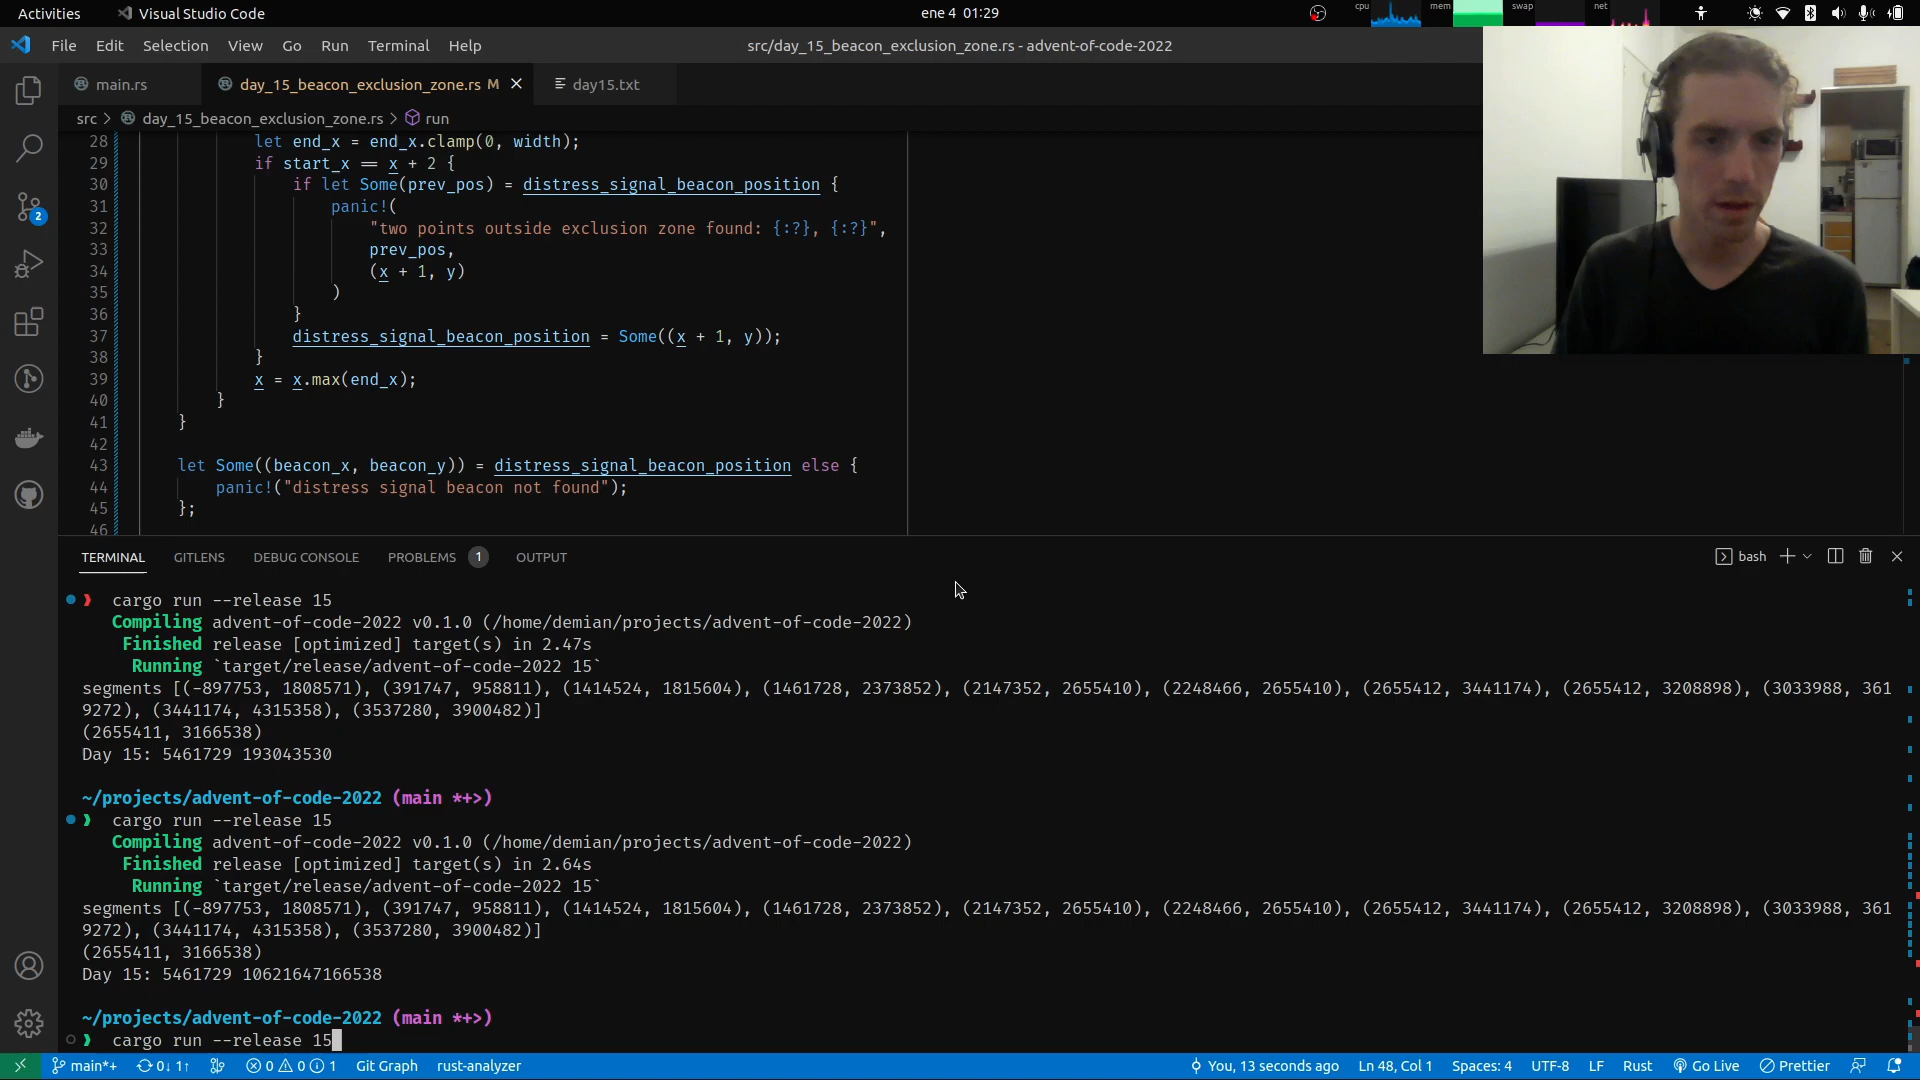 Activities
Visual Studio Code
ene 4 01:29
cpu
mem
swap
net
File Edit Selection View Go Run Terminal Help
src/day_15_beacon_exclusion_zone.rs - advent-of-code-2022
main.rs
day_15_beacon_exclusion_zone.rs M
day15.txt
src > day_15_beacon_exclusion_zone.rs > run
28 let end_x = end_x.clamp(0, width);
29 if start_x == x + 2 {
30 if let Some(prev_pos) = distress_signal_beacon_position {
31 panic!(
32 "two points outside exclusion zone found: {:?}, {:?}",
33 prev_pos,
34 (x + 1, y)
35 )
36 }
37 distress_signal_beacon_position = Some((x + 1, y));
38 }
39 x = x.max(end_x);
40 }
41 }
42
43 let Some((beacon_x, beacon_y)) = distress_signal_beacon_position else {
44 panic!("distress signal beacon not found");
45 };
46
2
TERMINAL GITLENS DEBUG CONSOLE PROBLEMS 1 OUTPUT
bash
cargo run --release 15
Compiling advent-of-code-2022 v0.1.0 (/home/demian/projects/advent-of-code-2022)
Finished release [optimized] target(s) in 2.47s
Running `target/release/advent-of-code-2022 15`
segments [(-897753, 1808571), (391747, 958811), (1414524, 1815604), (1461728, 2373852), (2147352, 2655410), (2248466, 2655410), (2655412, 3441174), (2655412, 3208898), (3033988, 361
9272), (3441174, 4315358), (3537280, 3900482)]
(2655411, 3166538)
Day 15: 5461729 193043530
~/projects/advent-of-code-2022 (main *+>)
cargo run --release 15
Compiling advent-of-code-2022 v0.1.0 (/home/demian/projects/advent-of-code-2022)
Finished release [optimized] target(s) in 2.64s
Running `target/release/advent-of-code-2022 15`
segments [(-897753, 1808571), (391747, 958811), (1414524, 1815604), (1461728, 2373852), (2147352, 2655410), (2248466, 2655410), (2655412, 3441174), (2655412, 3208898), (3033988, 361
9272), (3441174, 4315358), (3537280, 3900482)]
(2655411, 3166538)
Day 15: 5461729 10621647166538
~/projects/advent-of-code-2022 (main *+>)
cargo run --release 15
main*+ 0↓ 1↑ 0 0 1 Git Graph rust-analyzer
You, 13 seconds ago Ln 48, Col 1 Spaces: 4 UTF-8 LF Rust Go Live Prettier